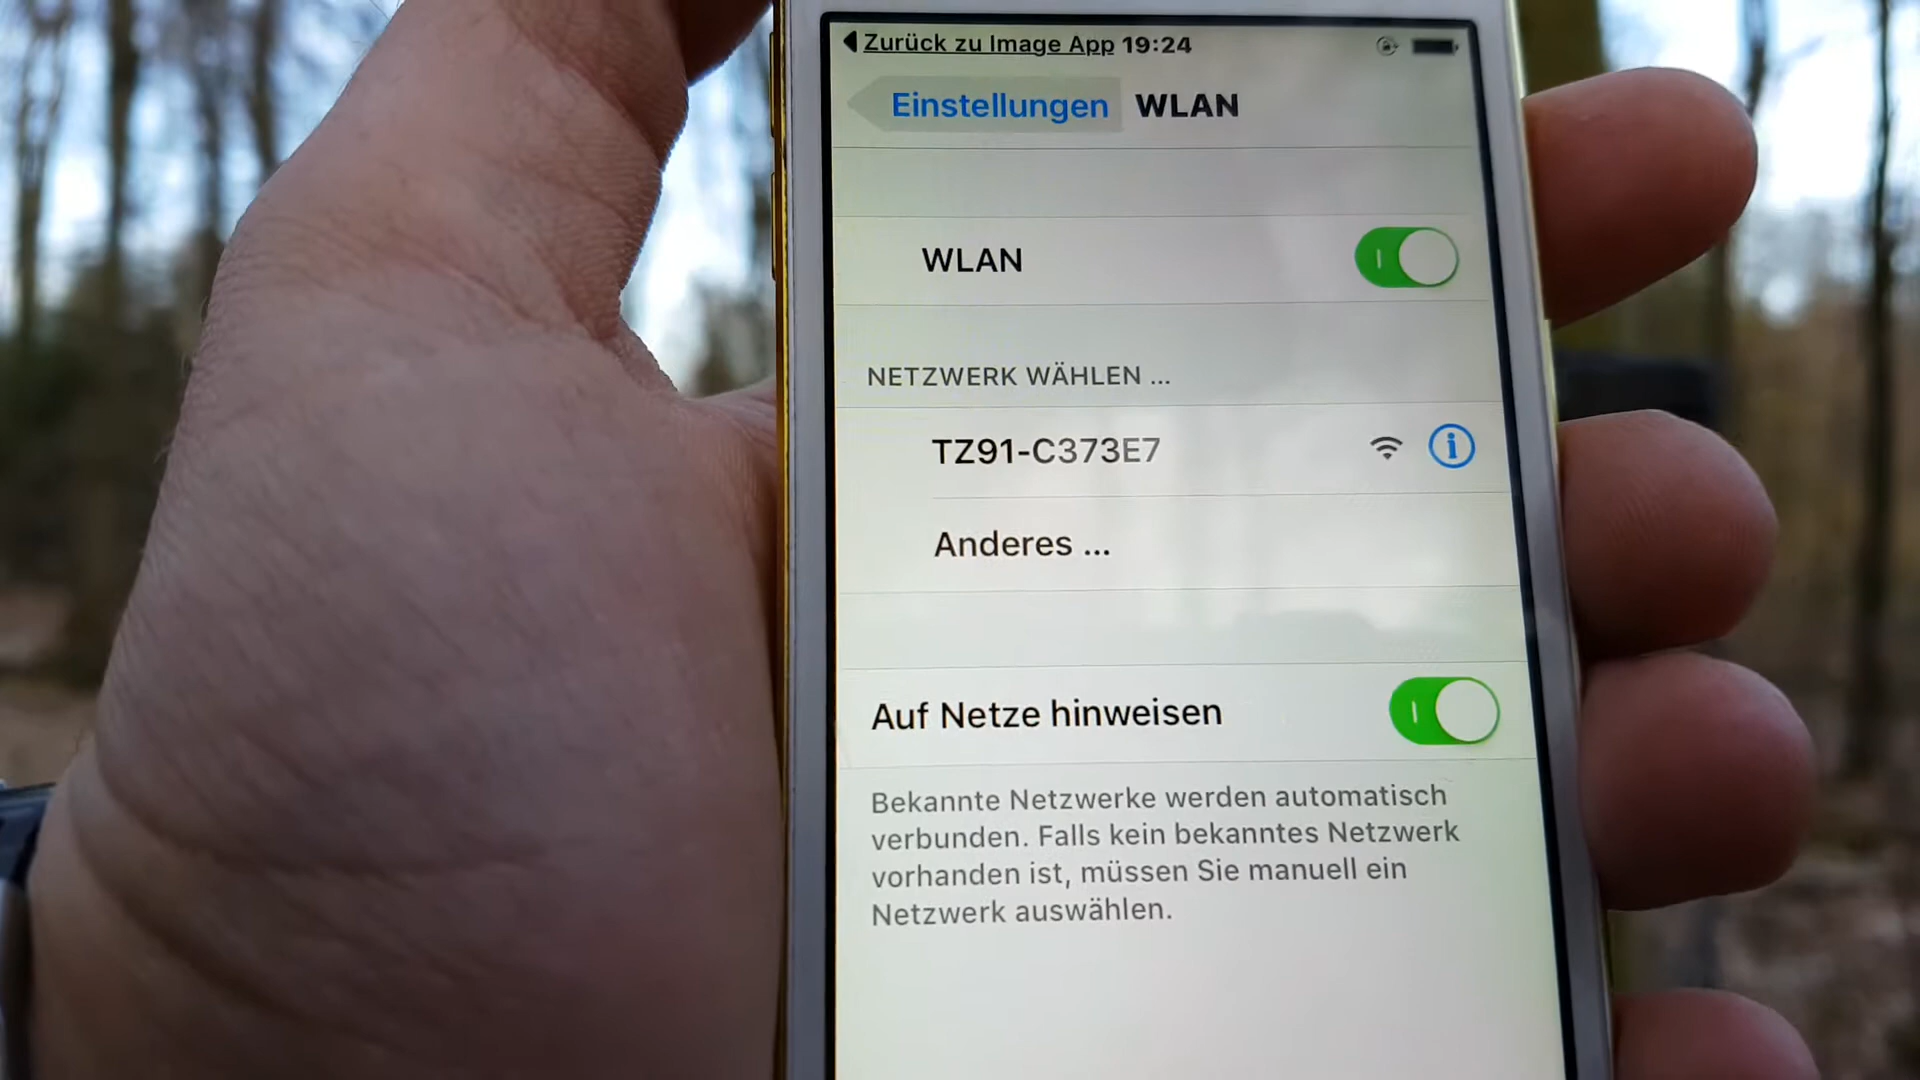 Zurück zu Image App 19:24
Einstellungen WLAN
WLAN
NETZWERK WÄHLEN ...
TZ91-C373E7
Anderes ...
Auf Netze hinweisen
Bekannte Netzwerke werden automatisch
verbunden. Falls kein bekanntes Netzwerk
vorhanden ist, müssen Sie manuell ein
Netzwerk auswählen.